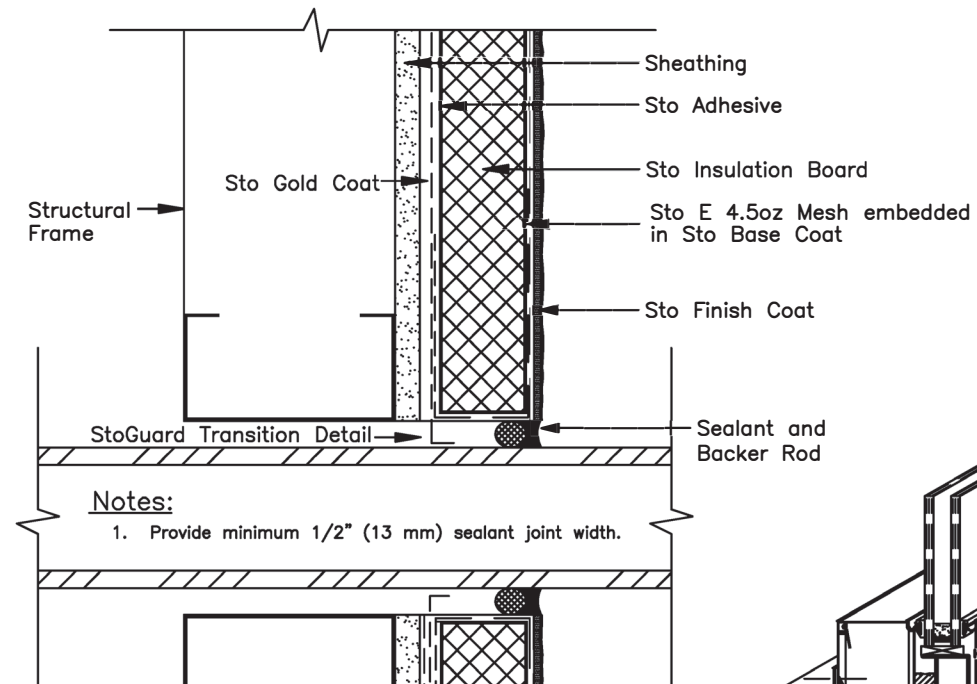 Sheathing
Sto Adhesive
Sto Insulation Board
Sto Gold Coat
Structural
Frame
Sto E 4.5oz Mesh embedded
in Sto Base Coat
Sto Finish Coat
StoGuard Transition Detail
Sealant and
Backer Rod
Notes:
1. Provide minimum 1/2" (13 mm) sealant joint width.